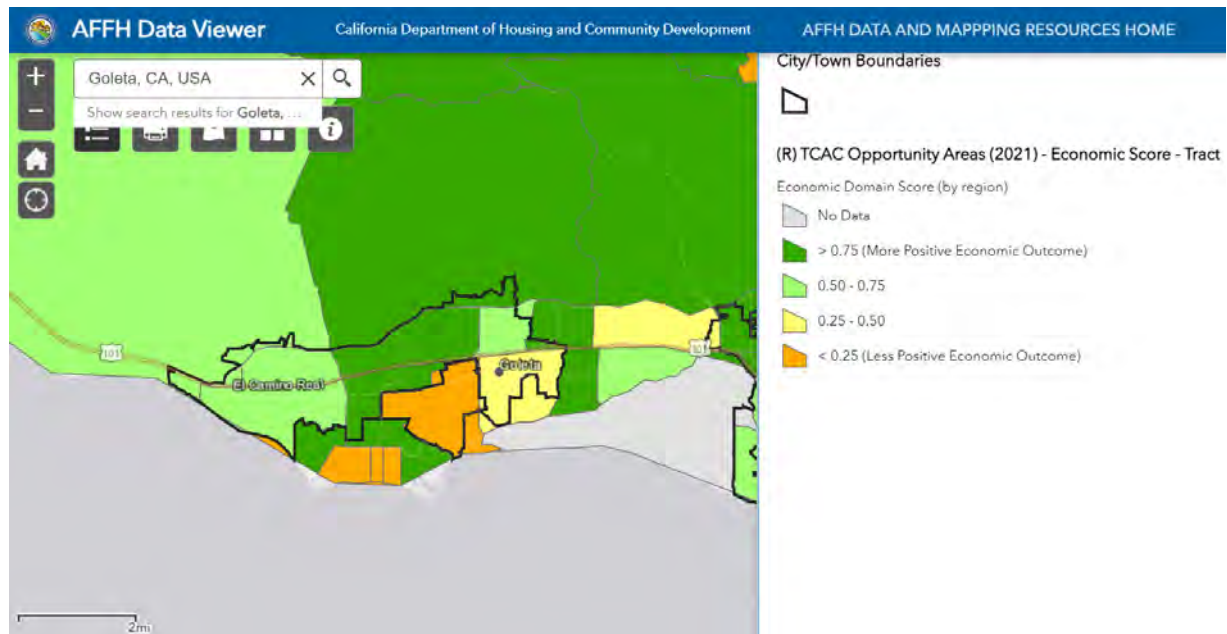 AFFH Data Viewer
California Department of Housing and Community Development
AFFH DATA AND MAPPPING RESOURCES HOME
+
Goleta, CA, USA
Show search results for Goleta, ...
−
City/Town Boundaries
(R) TCAC Opportunity Areas (2021) - Economic Score - Tract
Economic Domain Score (by region)
No Data
> 0.75 (More Positive Economic Outcome)
0.50 - 0.75
0.25 - 0.50
< 0.25 (Less Positive Economic Outcome)
101
101
Goleta
El Camino Real
2mi